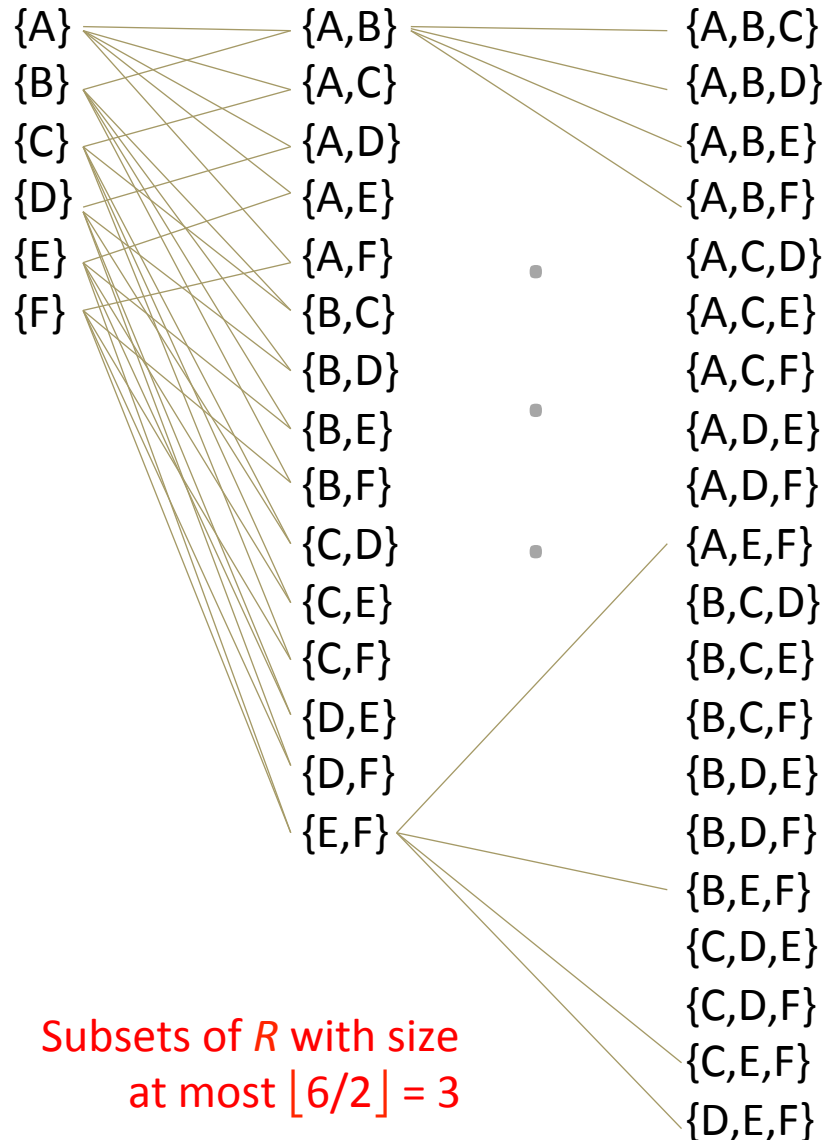 {A} {A,B} {A,B,C}
{B} {A,C} {A,B,D}
{C} {A,D} {A,B,E}
{D} {A,E} {A,B,F}
{E} {A,F} {A,C,D}
{F} {B,C} {A,C,E}
{B,D} {A,C,F}
{B,E} {A,D,E}
{B,F} {A,D,F}
{C,D} {A,E,F}
{C,E} {B,C,D}
{C,F} {B,C,E}
{D,E} {B,C,F}
{D,F} {B,D,E}
{E,F} {B,D,F}
{B,E,F}
{C,D,E}
{C,D,F}
{C,E,F}
{D,E,F}
Subsets of R with size
at most ⌊6/2⌋ = 3